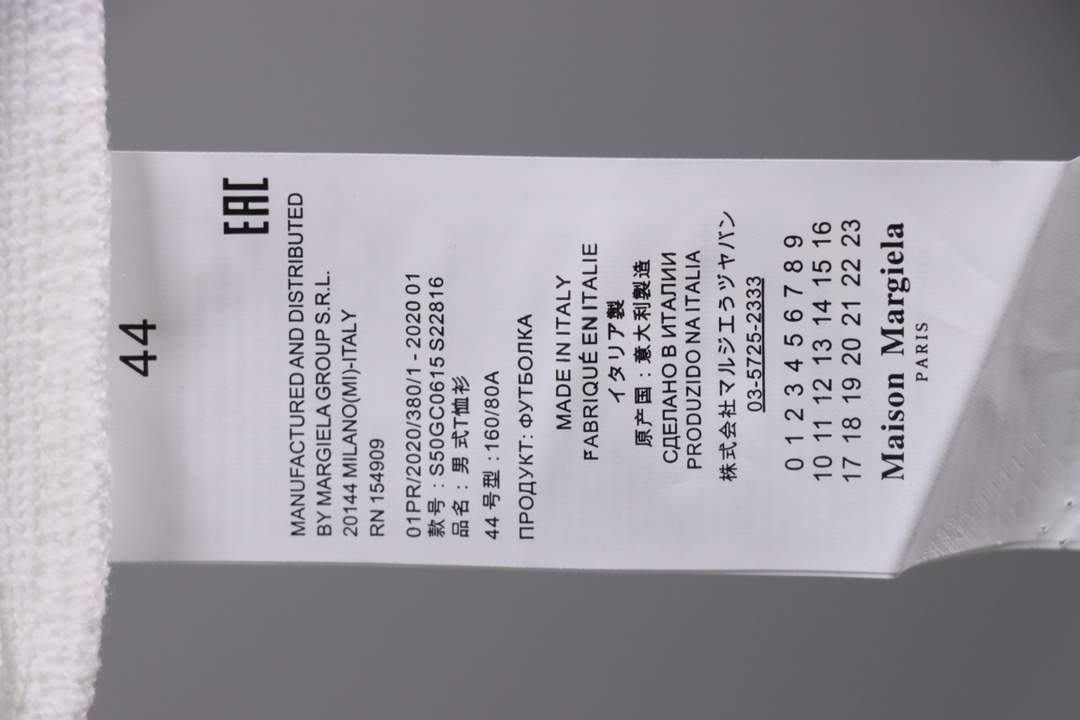 44
EAC
MANUFACTURED AND DISTRIBUTED
BY MARGIELA GROUP S.R.L.
20144 MILANO(MI)-ITALY
RN 154909
01PR/2020/380/1 - 2020 01
款号：S50GC0615 S22816
品名：男 式T恤衫
44 号型：160/80A
ПРОДУКТ: ФУТБОЛКА
MADE IN ITALY
FABRIQUÉ EN ITALIE
イタリア製
原产国：意大利製造
СДЕЛАНО В ИТАЛИИ
PRODUZIDO NA ITALIA
株式会社マルジエラヅヤバン
03-5725-2333
0 1 2 3 4 5 6 7 8 9
10 11 12 13 14 15 16
17 18 19 20 21 22 23
Maison Margiela
PARIS